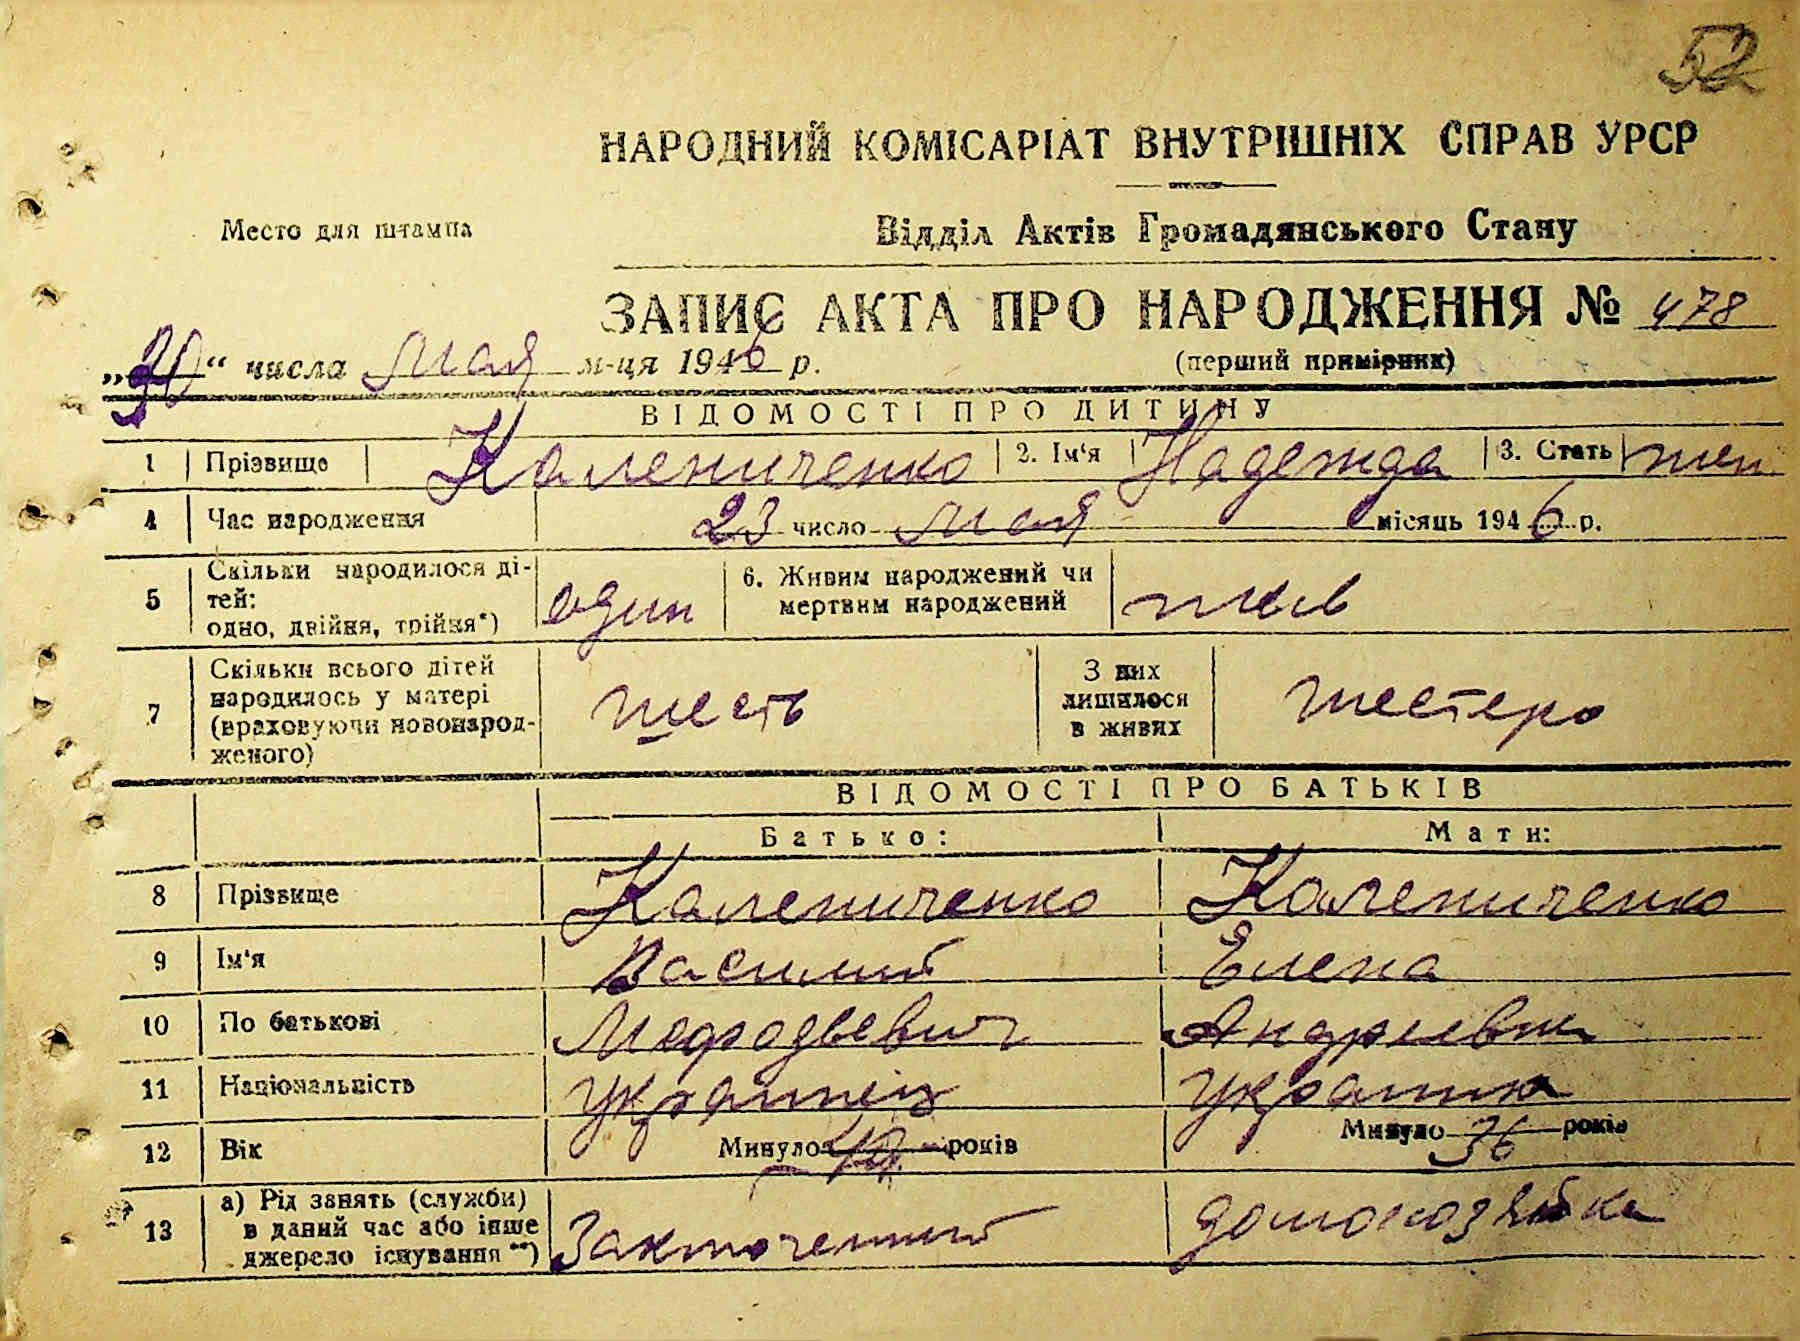 52
НАРОДНИЙ КОМІСАРІАТ ВНУТРІШНІХ СПРАВ УРСР
Место для штампа
Відділ Актів Громадянського Стану
ЗАПИС АКТА ПРО НАРОДЖЕННЯ № 478
„30“ числа мая м-ця 1946 р.
(перший примірник)
ВІДОМОСТІ ПРО ДИТИНУ
1 Прізвище Калениченко 2. Ім'я Надежда 3. Стать жен
4 Час народження 23 число мая місяць 1946 р.
5 Скільки народилося ді-
тей:
одно, двійня, трійня*) один
6. Живим народжений чи
мертвим народжений жив
7 Скільки всього дітей
народилось у матері
(враховуючи новонарод-
женого) шесть
З них
лишилося
в живих шестеро
ВІДОМОСТІ ПРО БАТЬКІВ
Батько: Мати:
8 Прізвище Калениченко Калениченко
9 Ім'я Василий Елена
10 По батькові Мефодьевич Андреевна
11 Національність украинец украинка
12 Вік Минуло років Минуло 36 років
13 а) Рід занять (служби)
в даний час або інше
джерело існування**) Заключенный домохозяйка